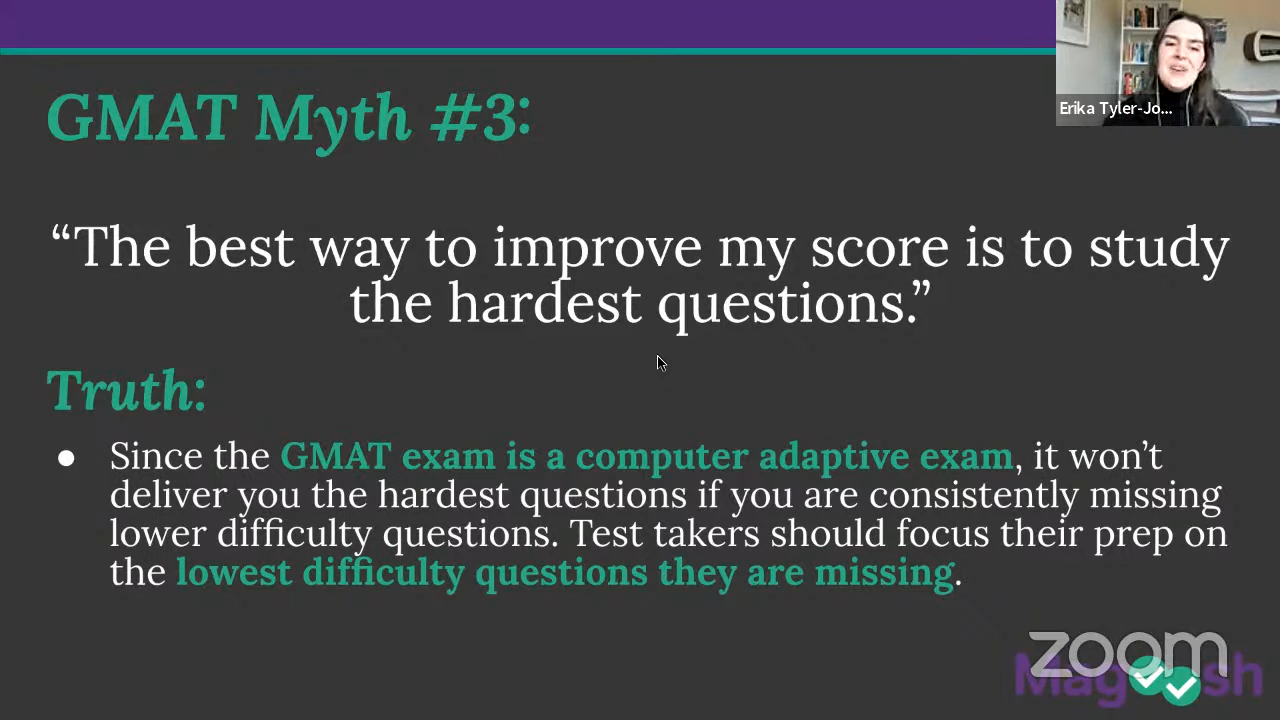 Erika Tyler-Jo...
GMAT Myth #3:
“The best way to improve my score is to study
the hardest questions.”
Truth:
● Since the GMAT exam is a computer adaptive exam, it won’t
deliver you the hardest questions if you are consistently missing
lower difficulty questions. Test takers should focus their prep on
the lowest difficulty questions they are missing.
zoom
Magoosh